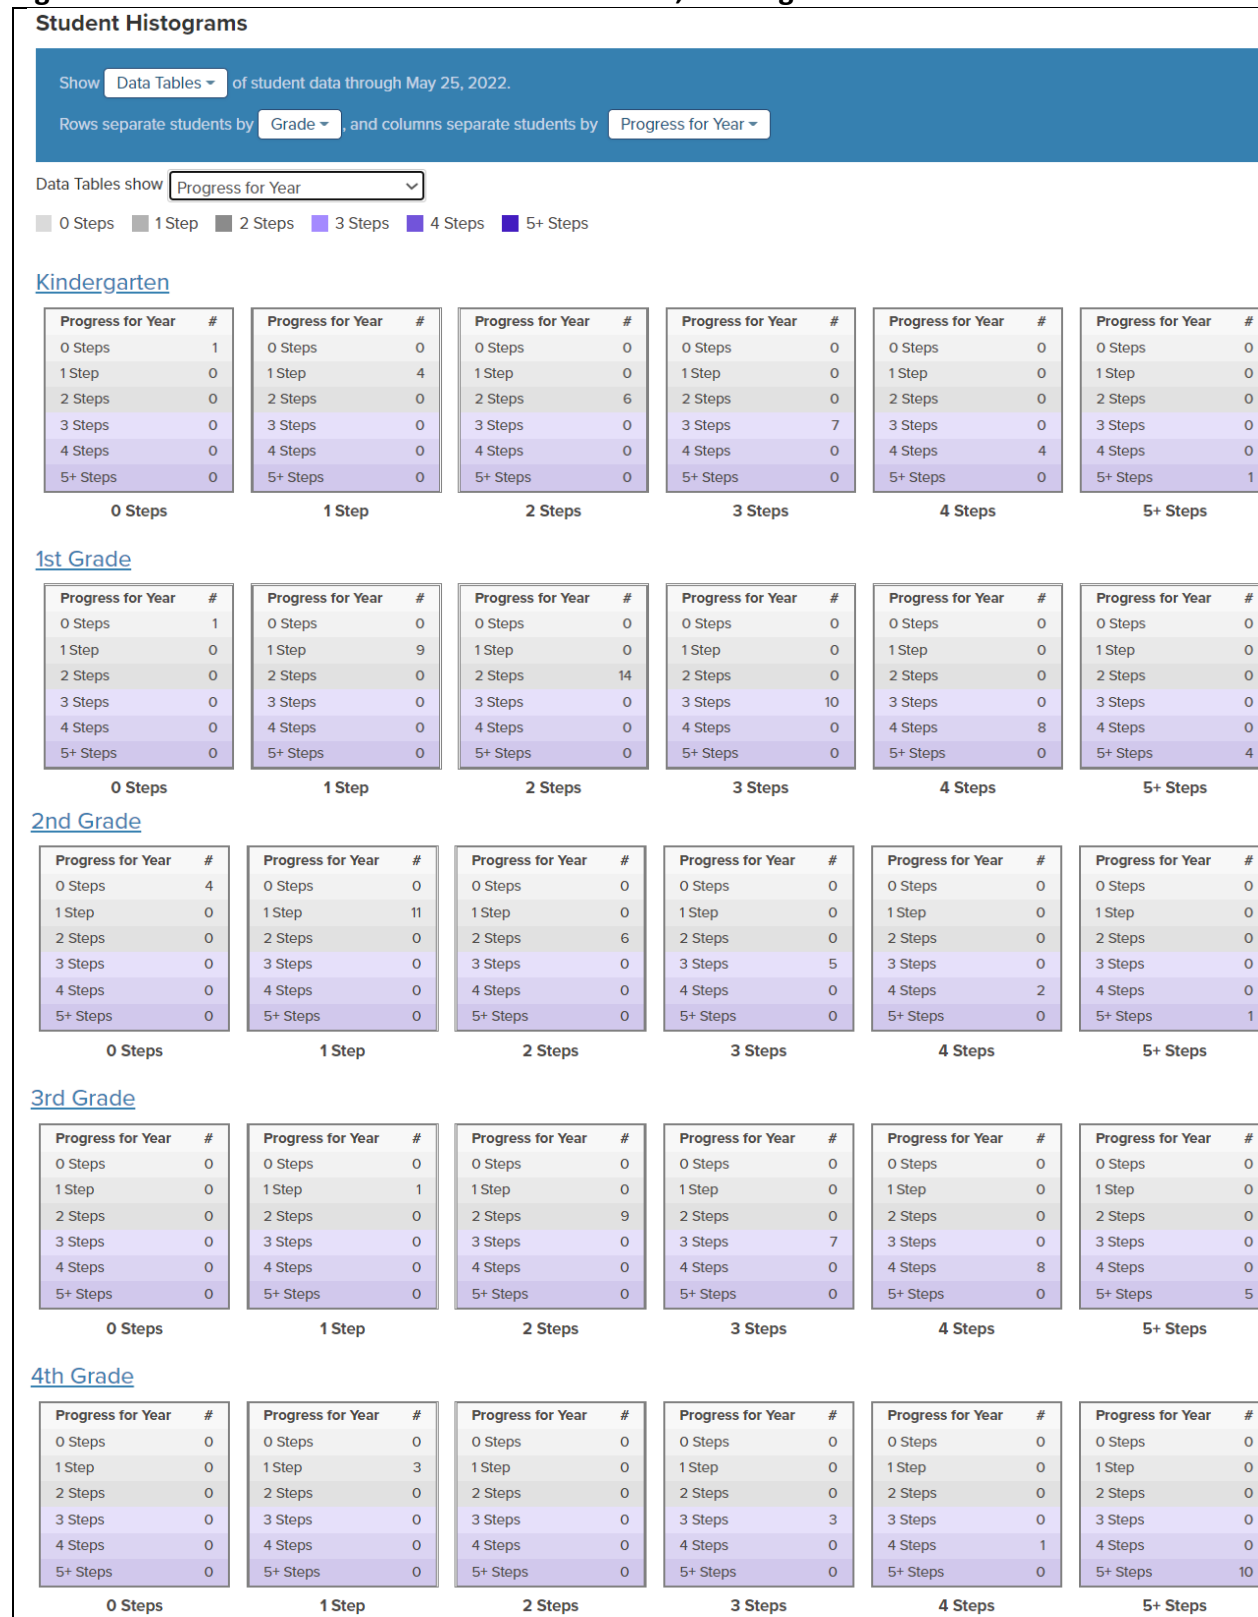 Student Histograms
Show Data Tables of student data through May 25, 2022.
Rows separate students by Grade , and columns separate students by Progress for Year
Data Tables show Progress for Year
0 Steps 1 Step 2 Steps 3 Steps 4 Steps 5+ Steps
Kindergarten
Progress for Year # Progress for Year # Progress for Year # Progress for Year # Progress for Year # Progress for Year #
0 Steps 1 0 Steps 0 0 Steps 0 0 Steps 0 0 Steps 0 0 Steps 0
1 Step 0 1 Step 4 1 Step 0 1 Step 0 1 Step 0 1 Step 0
2 Steps 0 2 Steps 0 2 Steps 6 2 Steps 0 2 Steps 0 2 Steps 0
3 Steps 0 3 Steps 0 3 Steps 0 3 Steps 7 3 Steps 0 3 Steps 0
4 Steps 0 4 Steps 0 4 Steps 0 4 Steps 0 4 Steps 4 4 Steps 0
5+ Steps 0 5+ Steps 0 5+ Steps 0 5+ Steps 0 5+ Steps 0 5+ Steps 1
0 Steps 1 Step 2 Steps 3 Steps 4 Steps 5+ Steps
1st Grade
Progress for Year # Progress for Year # Progress for Year # Progress for Year # Progress for Year # Progress for Year #
0 Steps 1 0 Steps 0 0 Steps 0 0 Steps 0 0 Steps 0 0 Steps 0
1 Step 0 1 Step 9 1 Step 0 1 Step 0 1 Step 0 1 Step 0
2 Steps 0 2 Steps 0 2 Steps 14 2 Steps 0 2 Steps 0 2 Steps 0
3 Steps 0 3 Steps 0 3 Steps 0 3 Steps 10 3 Steps 0 3 Steps 0
4 Steps 0 4 Steps 0 4 Steps 0 4 Steps 0 4 Steps 8 4 Steps 0
5+ Steps 0 5+ Steps 0 5+ Steps 0 5+ Steps 0 5+ Steps 0 5+ Steps 4
0 Steps 1 Step 2 Steps 3 Steps 4 Steps 5+ Steps
2nd Grade
Progress for Year # Progress for Year # Progress for Year # Progress for Year # Progress for Year # Progress for Year #
0 Steps 4 0 Steps 0 0 Steps 0 0 Steps 0 0 Steps 0 0 Steps 0
1 Step 0 1 Step 11 1 Step 0 1 Step 0 1 Step 0 1 Step 0
2 Steps 0 2 Steps 0 2 Steps 6 2 Steps 0 2 Steps 0 2 Steps 0
3 Steps 0 3 Steps 0 3 Steps 0 3 Steps 5 3 Steps 0 3 Steps 0
4 Steps 0 4 Steps 0 4 Steps 0 4 Steps 0 4 Steps 2 4 Steps 0
5+ Steps 0 5+ Steps 0 5+ Steps 0 5+ Steps 0 5+ Steps 0 5+ Steps 1
0 Steps 1 Step 2 Steps 3 Steps 4 Steps 5+ Steps
3rd Grade
Progress for Year # Progress for Year # Progress for Year # Progress for Year # Progress for Year # Progress for Year #
0 Steps 0 0 Steps 0 0 Steps 0 0 Steps 0 0 Steps 0 0 Steps 0
1 Step 0 1 Step 1 1 Step 0 1 Step 0 1 Step 0 1 Step 0
2 Steps 0 2 Steps 0 2 Steps 9 2 Steps 0 2 Steps 0 2 Steps 0
3 Steps 0 3 Steps 0 3 Steps 0 3 Steps 7 3 Steps 0 3 Steps 0
4 Steps 0 4 Steps 0 4 Steps 0 4 Steps 0 4 Steps 8 4 Steps 0
5+ Steps 0 5+ Steps 0 5+ Steps 0 5+ Steps 0 5+ Steps 0 5+ Steps 5
0 Steps 1 Step 2 Steps 3 Steps 4 Steps 5+ Steps
4th Grade
Progress for Year # Progress for Year # Progress for Year # Progress for Year # Progress for Year # Progress for Year #
0 Steps 0 0 Steps 0 0 Steps 0 0 Steps 0 0 Steps 0 0 Steps 0
1 Step 0 1 Step 3 1 Step 0 1 Step 0 1 Step 0 1 Step 0
2 Steps 0 2 Steps 0 2 Steps 0 2 Steps 0 2 Steps 0 2 Steps 0
3 Steps 0 3 Steps 0 3 Steps 0 3 Steps 3 3 Steps 0 3 Steps 0
4 Steps 0 4 Steps 0 4 Steps 0 4 Steps 0 4 Steps 1 4 Steps 0
5+ Steps 0 5+ Steps 0 5+ Steps 0 5+ Steps 0 5+ Steps 0 5+ Steps 10
0 Steps 1 Step 2 Steps 3 Steps 4 Steps 5+ Steps